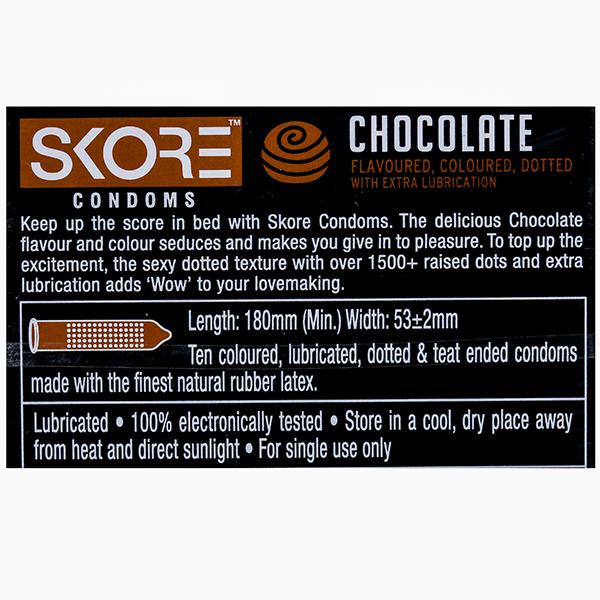 SKORE™
CONDOMS
CHOCOLATE
FLAVOURED, COLOURED, DOTTED
WITH EXTRA LUBRICATION
Keep up the score in bed with Skore Condoms. The delicious Chocolate
flavour and colour seduces and makes you give in to pleasure. To top up the
excitement, the sexy dotted texture with over 1500+ raised dots and extra
lubrication adds ‘Wow’ to your lovemaking.
Length: 180mm (Min.) Width: 53±2mm
Ten coloured, lubricated, dotted & teat ended condoms
made with the finest natural rubber latex.
Lubricated • 100% electronically tested • Store in a cool, dry place away
from heat and direct sunlight • For single use only